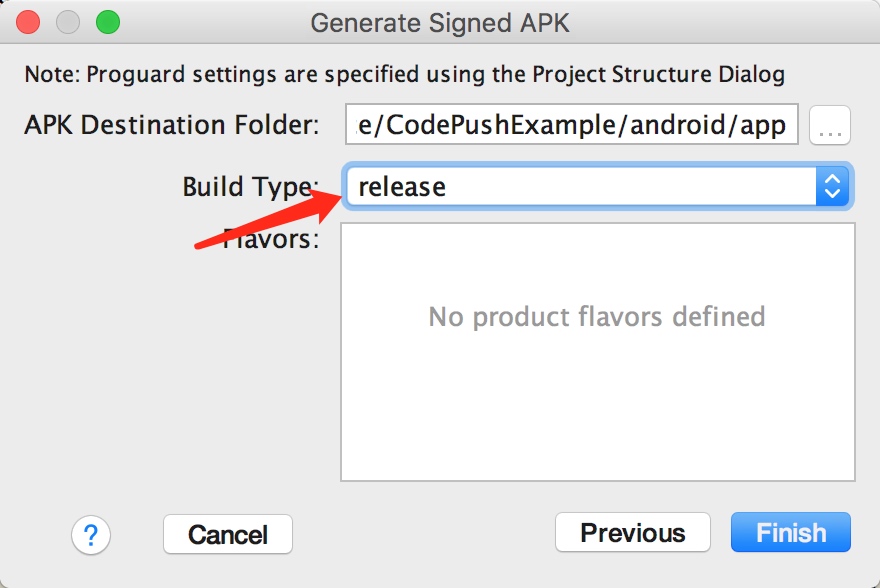 Generate Signed APK
Note: Proguard settings are specified using the Project Structure Dialog
APK Destination Folder: e/CodePushExample/android/app ...
Build Type: release
Flavors:
No product flavors defined
? Cancel Previous Finish